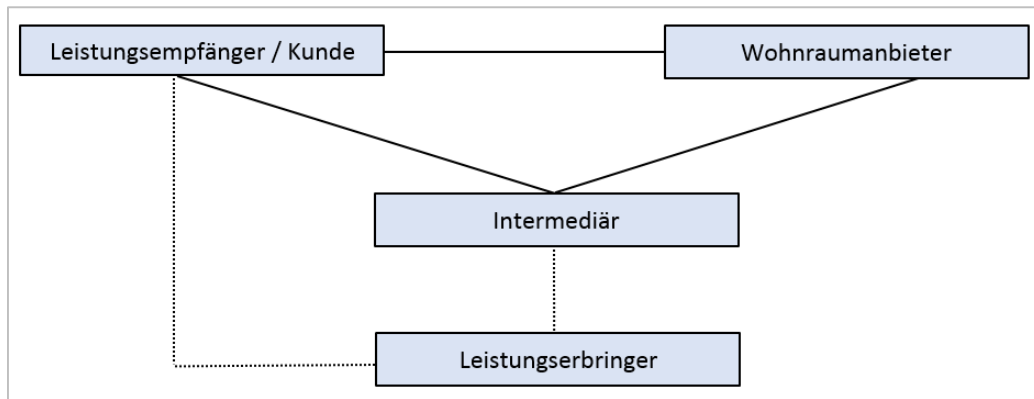 Leistungsempfänger / Kunde
Wohnraumanbieter
Intermediär
Leistungserbringer